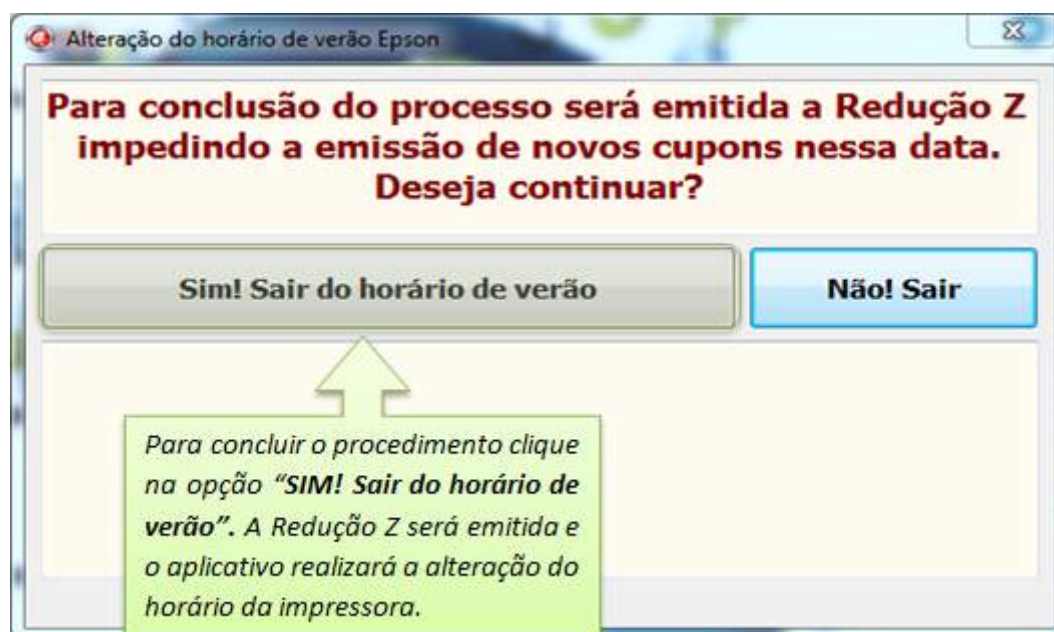 Alteração do horário de verão Epson
Para conclusão do processo será emitida a Redução Z
impedindo a emissão de novos cupons nessa data.
Deseja continuar?
Sim! Sair do horário de verão
Não! Sair
Para concluir o procedimento clique
na opção “SIM! Sair do horário de
verão”. A Redução Z será emitida e
o aplicativo realizará a alteração do
horário da impressora.